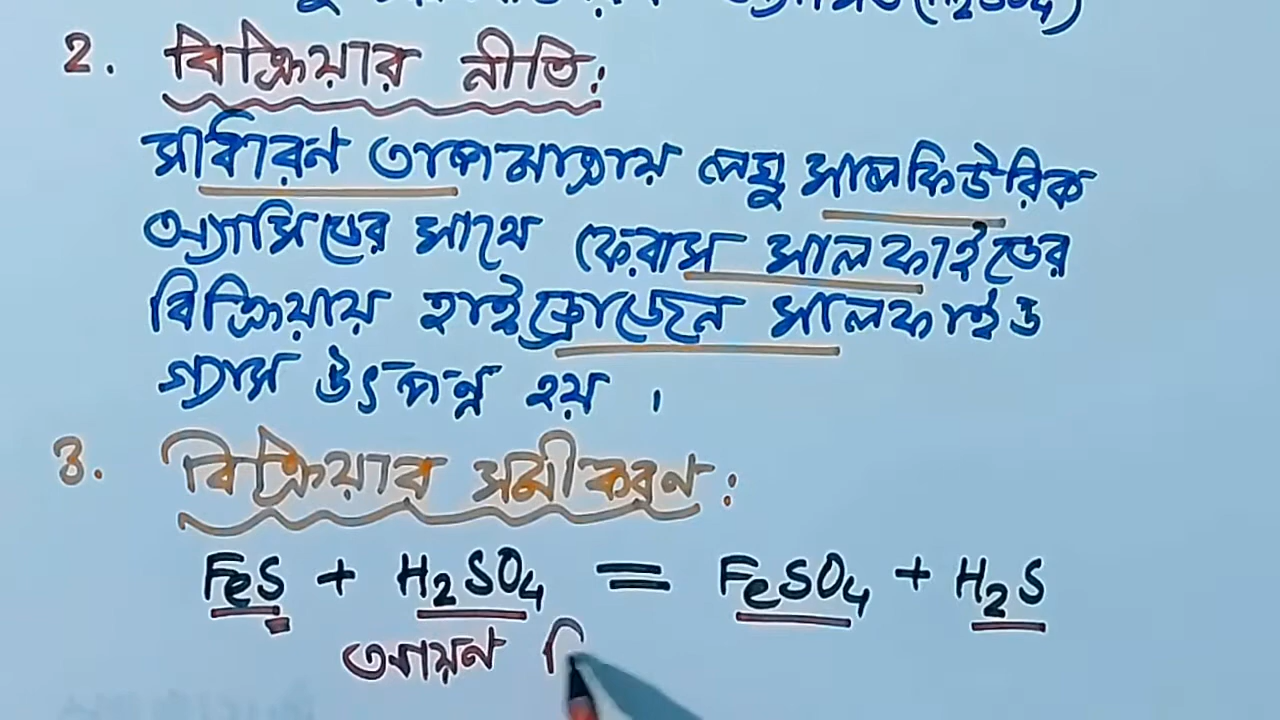 (H₂SO₄)
2. বিক্রিয়ার নীতি:
সাধারণ তাপমাত্রায় লঘু সালফিউরিক
অ্যাসিডের সাথে ফেরাস সালফাইডের
বিক্রিয়ায় হাইড্রোজেন সালফাইড
গ্যাস উৎপন্ন হয় ।
3. বিক্রিয়ার সমীকরণ:
FeS + H₂SO₄ = FeSO₄ + H₂S